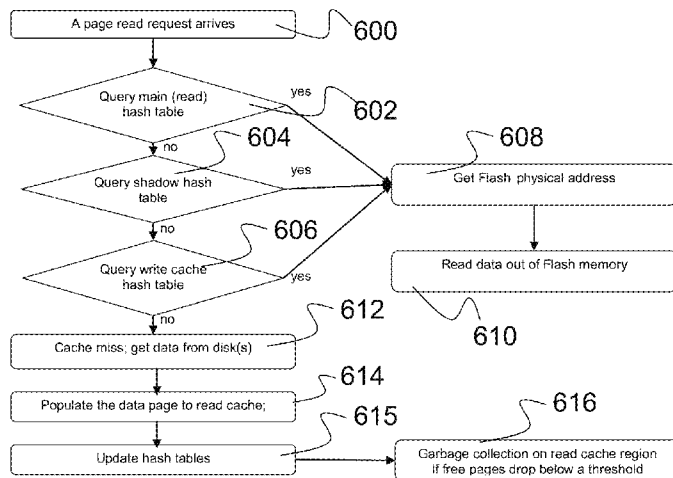 A page read request arrives
600
Query main (read)
hash table
yes
602
no
604
Query shadow hash
table
yes
608
Get Flash physical address
no
606
Query write cache
hash table
yes
Read data out of Flash memory
610
no
612
Cache miss; get data from disk(s)
614
Populate the data page to read cache;
615
616
Update hash tables
Garbage collection on read cache region
if free pages drop below a threshold